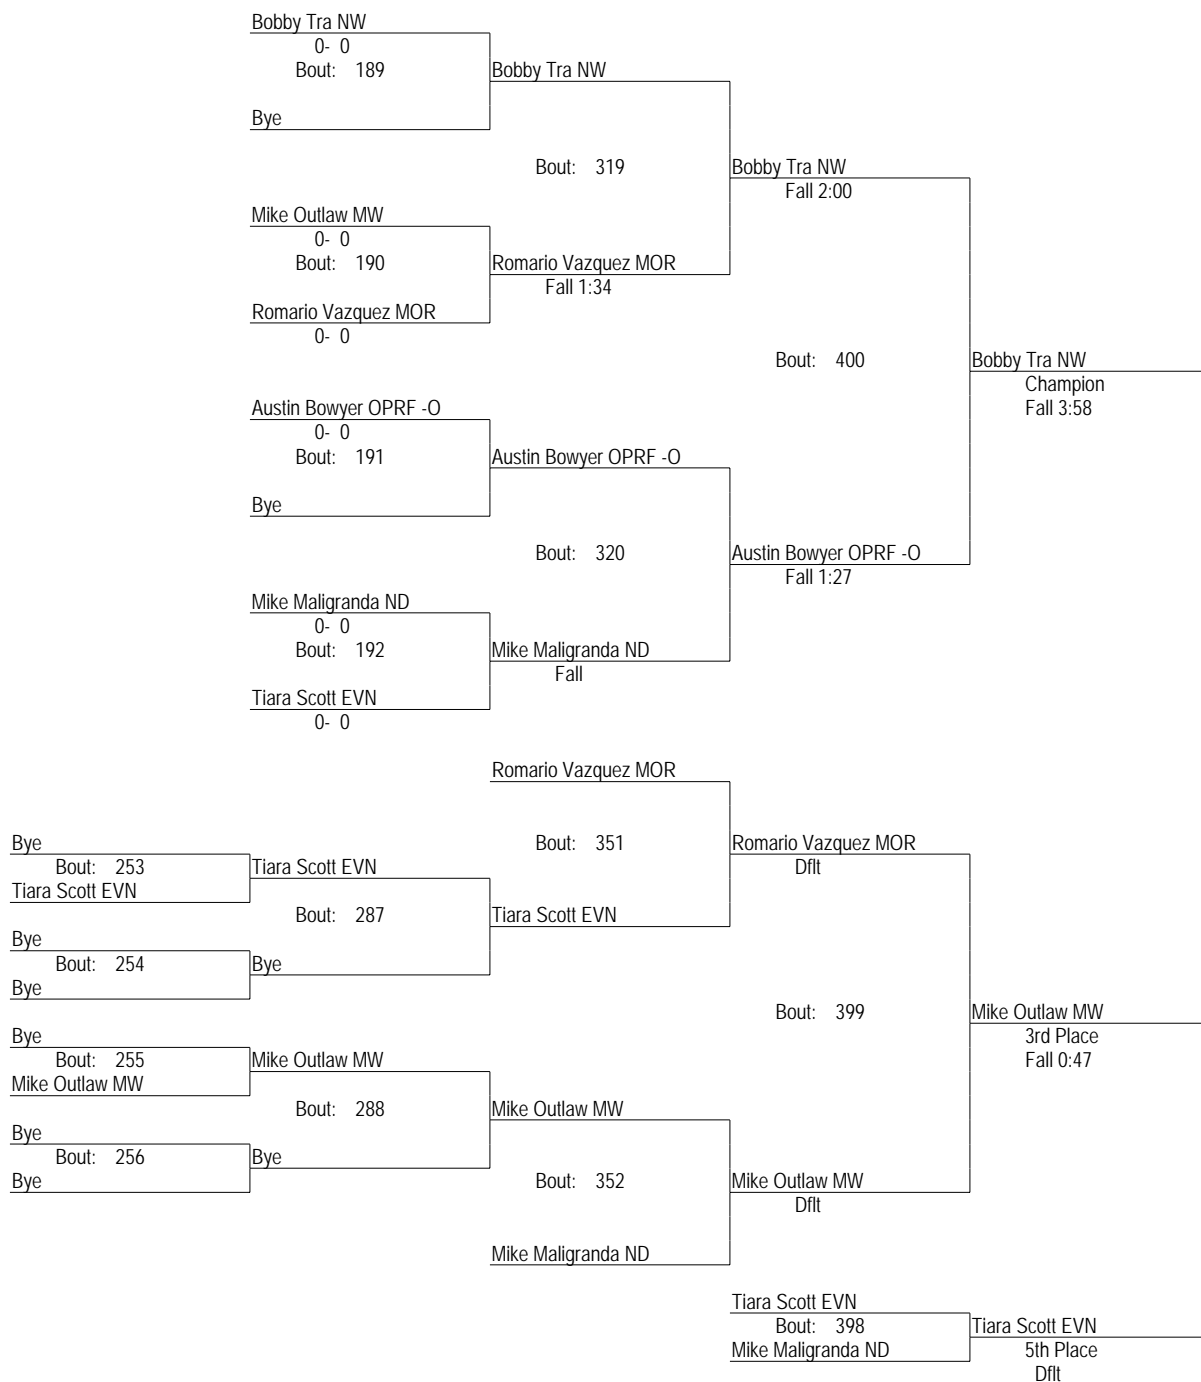 Bobby Tra NW
0- 0
Bout: 189
Bobby Tra NW
Bye
Bout: 319
Bobby Tra NW
Fall 2:00
Mike Outlaw MW
0- 0
Bout: 190
Romario Vazquez MOR
Fall 1:34
Romario Vazquez MOR
0- 0
Bout: 400
Bobby Tra NW
Champion
Fall 3:58
Austin Bowyer OPRF -O
0- 0
Bout: 191
Austin Bowyer OPRF -O
Bye
Bout: 320
Austin Bowyer OPRF -O
Fall 1:27
Mike Maligranda ND
0- 0
Bout: 192
Mike Maligranda ND
Fall
Tiara Scott EVN
0- 0
Romario Vazquez MOR
Bout: 351
Romario Vazquez MOR
Dflt
Bye
Bout: 253
Tiara Scott EVN
Tiara Scott EVN
Bout: 287
Tiara Scott EVN
Bye
Bout: 254
Bye
Bye
Bout: 399
Mike Outlaw MW
3rd Place
Fall 0:47
Bye
Bout: 255
Mike Outlaw MW
Mike Outlaw MW
Bout: 288
Mike Outlaw MW
Bye
Bout: 256
Bye
Bye
Bout: 352
Mike Outlaw MW
Dflt
Mike Maligranda ND
Tiara Scott EVN
Bout: 398
Tiara Scott EVN
Mike Maligranda ND
5th Place
Dflt